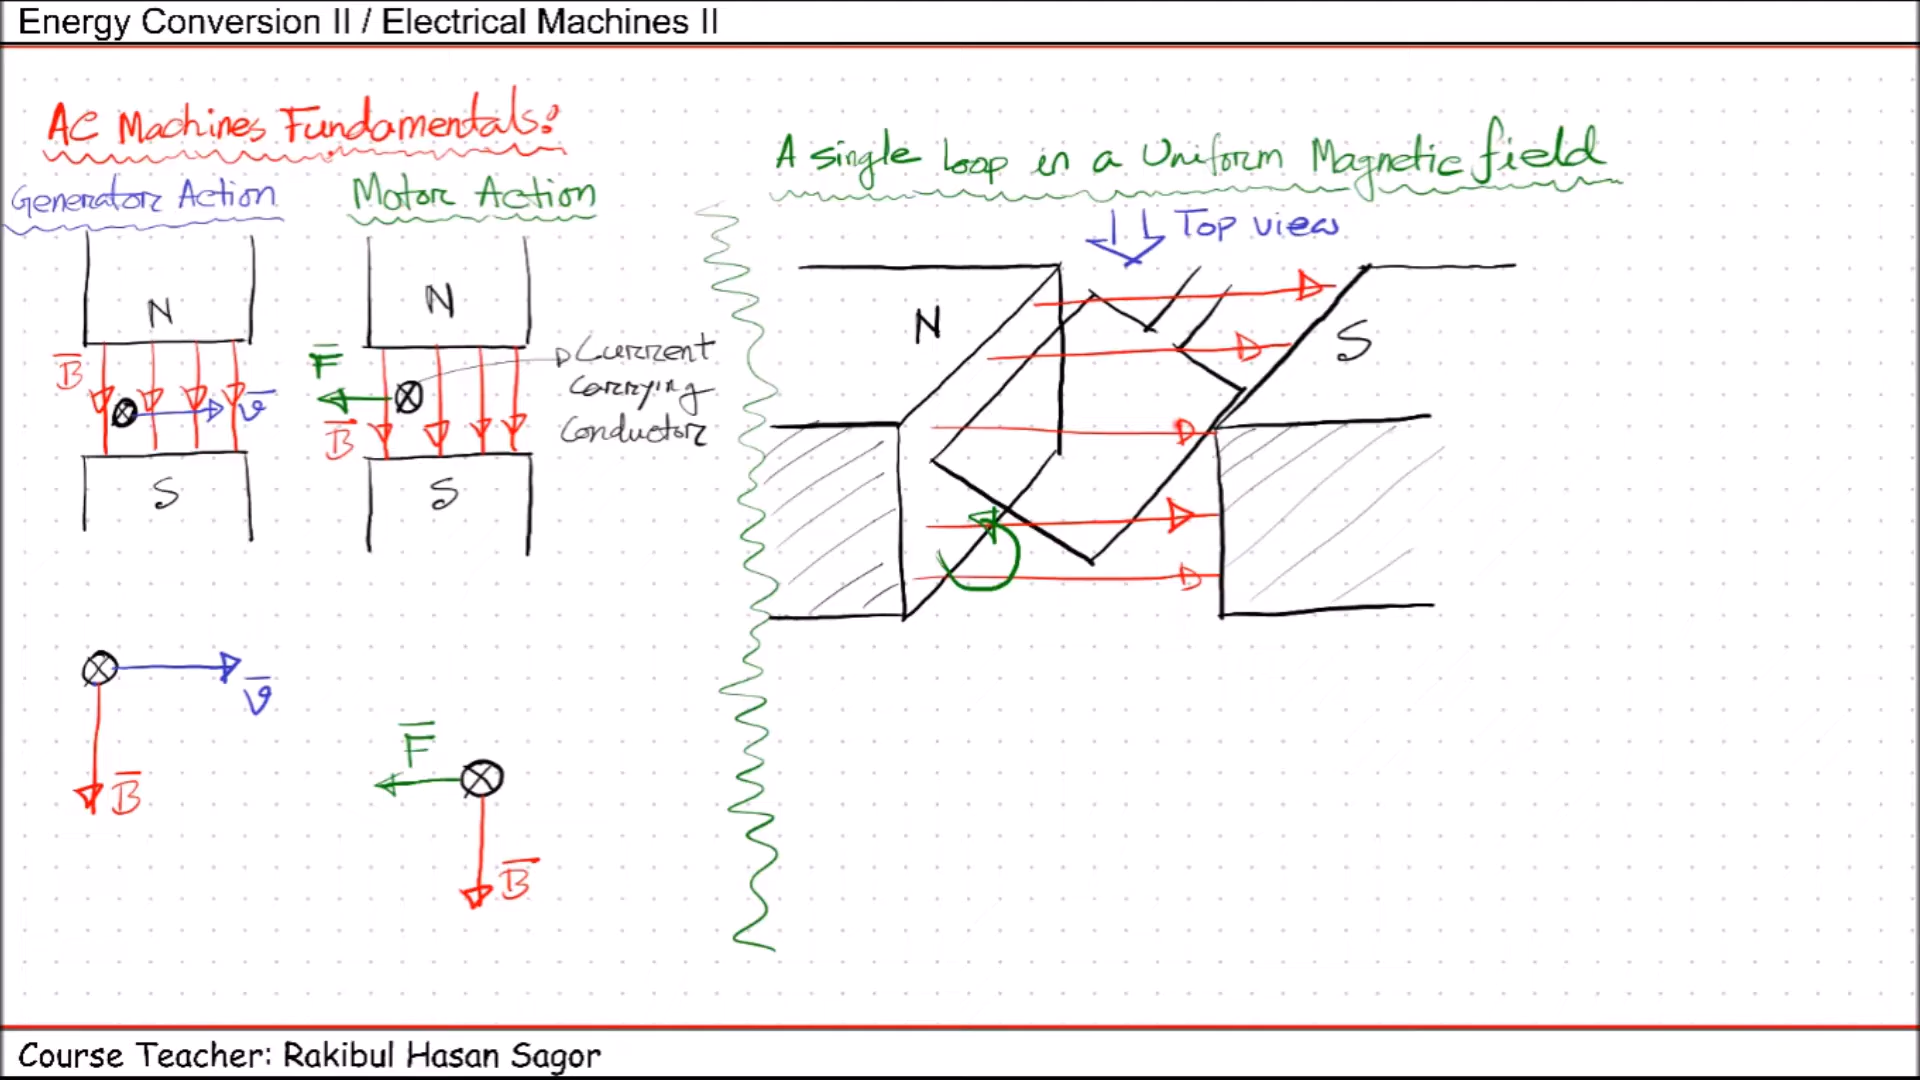 Energy Conversion II / Electrical Machines II
AC Machines Fundamentals:
Generator Action
Motor Action
N
B
v
S
N
F
B
Current
Carrying
Conductor
S
v
B
F
B
A single loop in a Uniform Magnetic field
Top view
N
S
Course Teacher: Rakibul Hasan Sagor